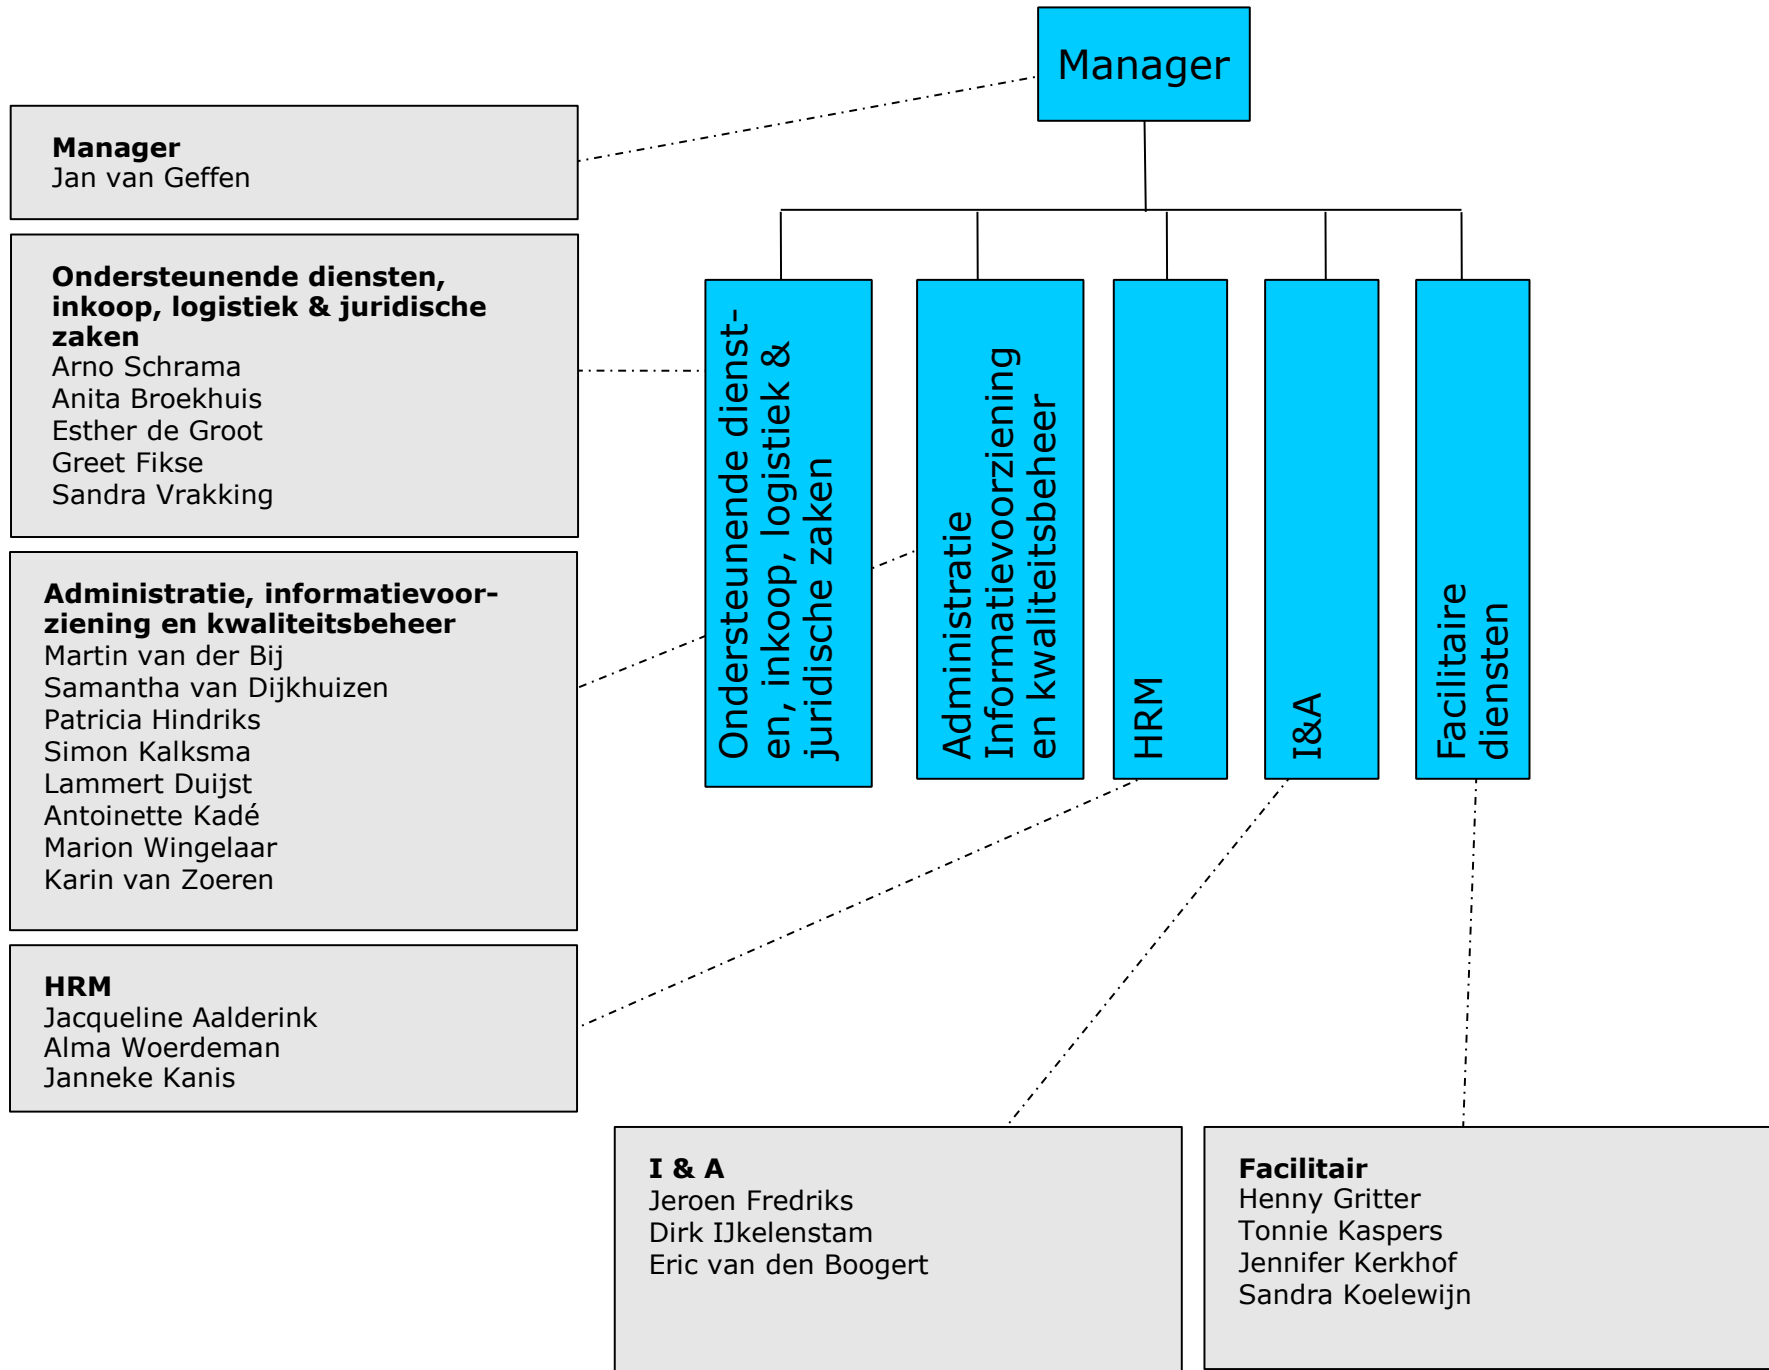 Manager
Manager
Jan van Geffen
Ondersteunende diensten,
inkoop, logistiek & juridische
zaken
Arno Schrama
Anita Broekhuis
Esther de Groot
Greet Fikse
Sandra Vrakking
Administratie, informatievoor-
ziening en kwaliteitsbeheer
Martin van der Bij
Samantha van Dijkhuizen
Patricia Hindriks
Simon Kalksma
Lammert Duijst
Antoinette Kadé
Marion Wingelaar
Karin van Zoeren
HRM
Jacqueline Aalderink
Alma Woerdeman
Janneke Kanis
Ondersteunende dienst-
en, inkoop, logistiek &
juridische zaken
Administratie
Informatievoorziening
en kwaliteitsbeheer
HRM
I&A
Facilitaire
diensten
I & A
Jeroen Fredriks
Dirk IJkelenstam
Eric van den Boogert
Facilitair
Henny Gritter
Tonnie Kaspers
Jennifer Kerkhof
Sandra Koelewijn